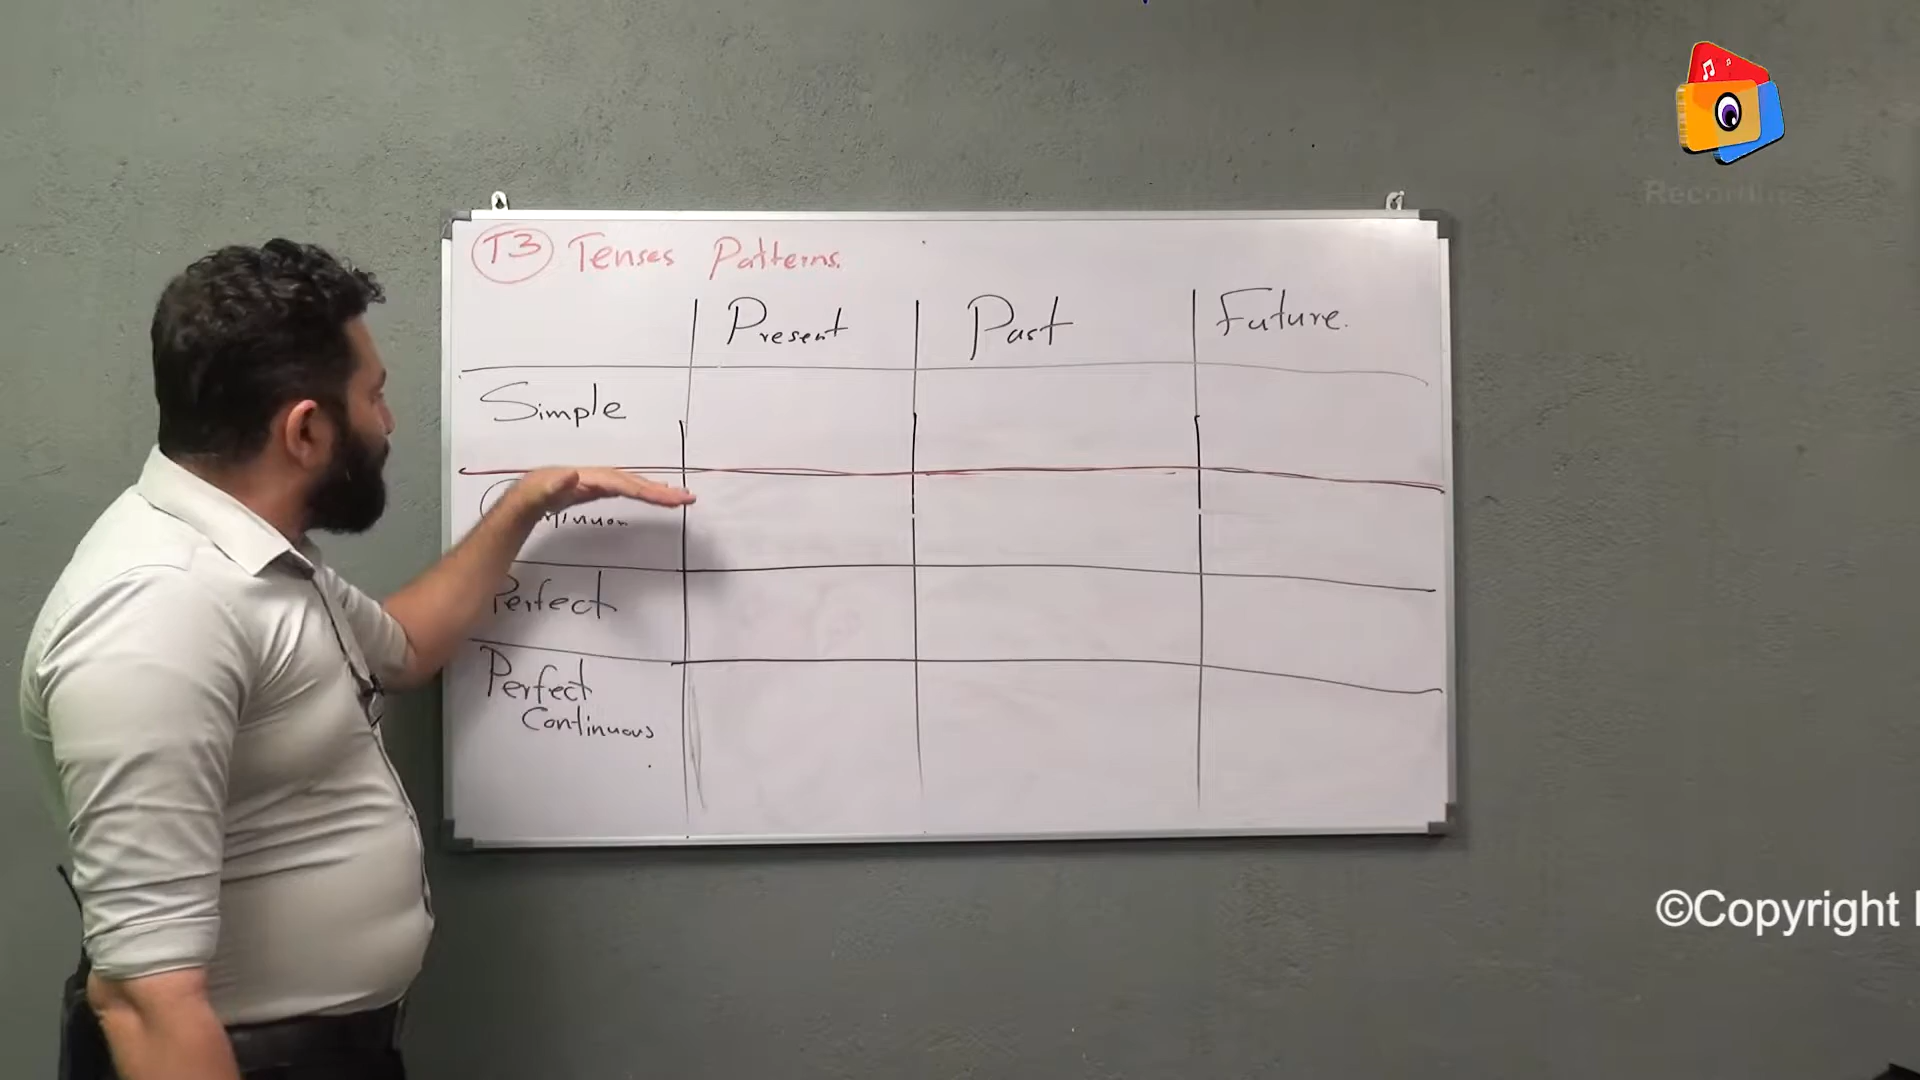 T3 Tenses Patterns.
Present Past Future.
Simple
Perfect
Perfect
Continuous
©Copyright